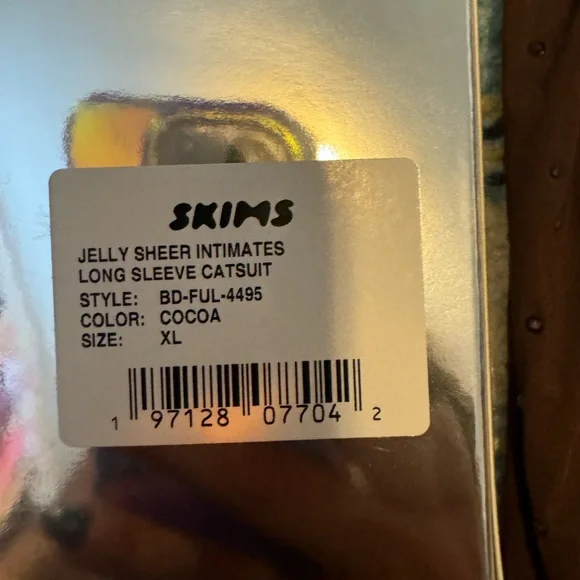 SKIMS
JELLY SHEER INTIMATES
LONG SLEEVE CATSUIT
STYLE: BD-FUL-4495
COLOR: COCOA
SIZE: XL
1 97128 07704 2